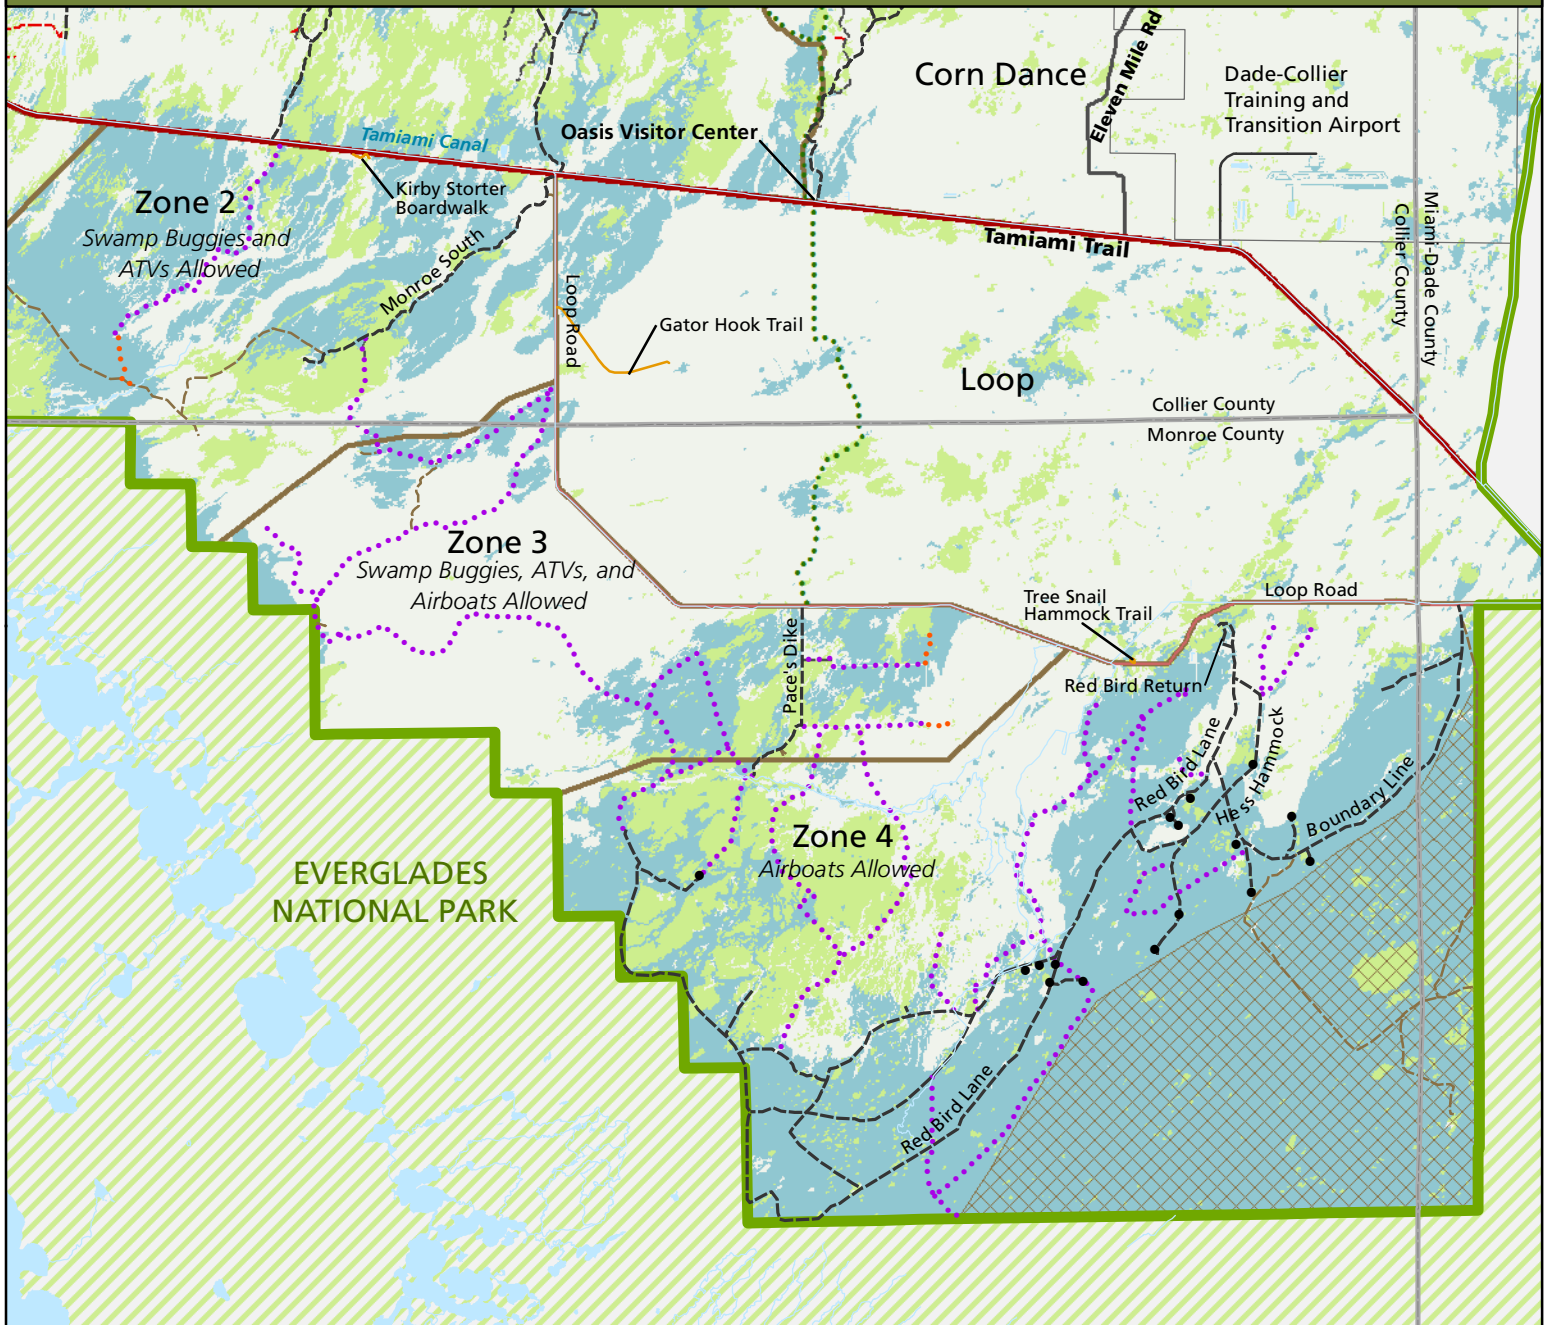 Corn Dance
Eleven Mile Rd
Dade-Collier
Training and
Transition Airport
Tamiami Canal
Oasis Visitor Center
Kirby Storter
Boardwalk
Zone 2
Swamp Buggies and
ATVs Allowed
Monroe South
Tamiami Trail
Collier County
Miami-Dade County
Loop Road
Gator Hook Trail
Loop
Collier County
Monroe County
Zone 3
Swamp Buggies, ATVs, and
Airboats Allowed
Tree Snail
Hammock Trail
Loop Road
Pace's Dike
Red Bird Return
Red Bird Lane
Hess Hammock
Boundary Line
Zone 4
Airboats Allowed
EVERGLADES
NATIONAL PARK
Red Bird Lane